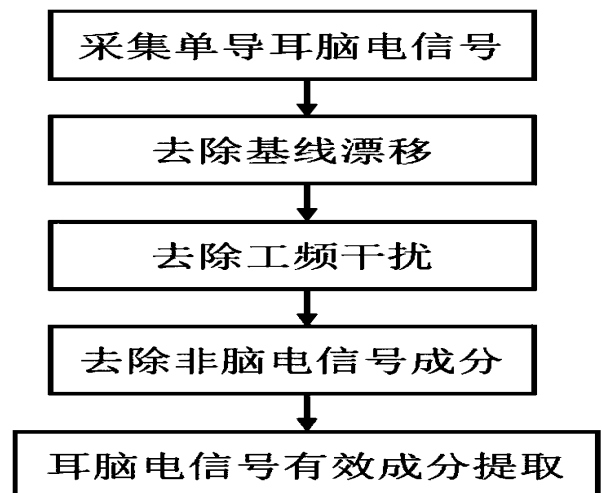 采集单导耳脑电信号
去除基线漂移
去除工频干扰
去除非脑电信号成分
耳脑电信号有效成分提取